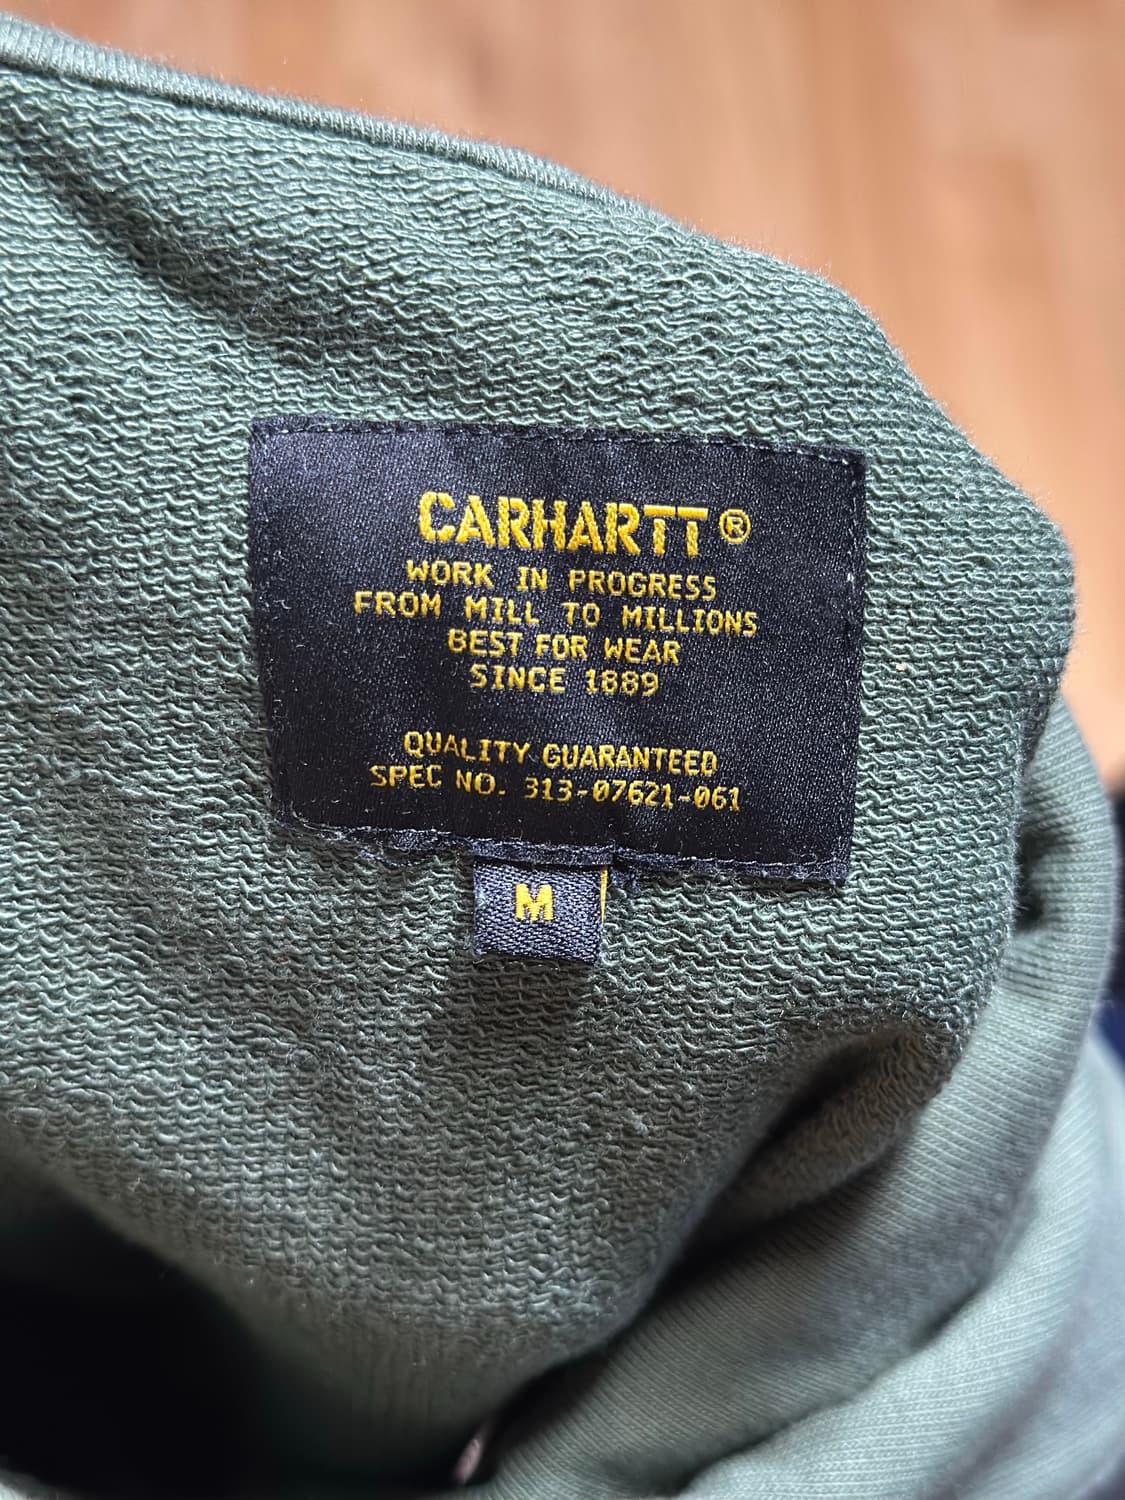 CARHARTT®
WORK IN PROGRESS
FROM MILL TO MILLIONS
BEST FOR WEAR
SINCE 1889
QUALITY GUARANTEED
SPEC NO. 313-07621-061
M